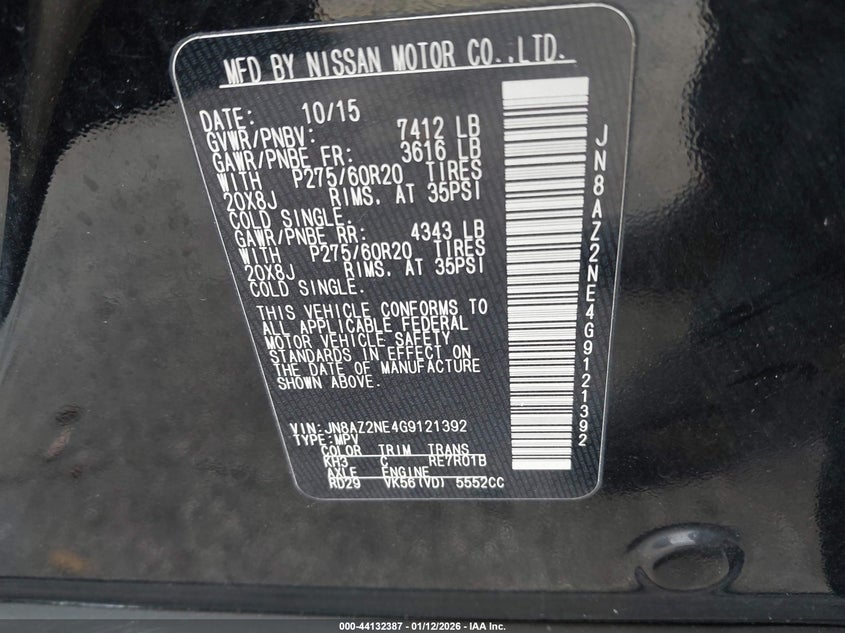 MFD BY NISSAN MOTOR CO.,LTD.
DATE: 10/15
GVWR/PNBV: 7412 LB
GAWR/PNBE FR: 3616 LB
WITH P275/60R20 TIRES
20X8J RIMS. AT 35PSI
COLD SINGLE.
GAWR/PNBE RR: 4343 LB
WITH P275/60R20 TIRES
20X8J RIMS. AT 35PSI
COLD SINGLE.
THIS VEHICLE CONFORMS TO
ALL APPLICABLE FEDERAL
MOTOR VEHICLE SAFETY
STANDARDS IN EFFECT ON
THE DATE OF MANUFACTURE
SHOWN ABOVE.
VIN:JN8AZ2NE4G9121392
TYPE:MPV
COLOR TRIM TRANS
KH3 C RE7R01B
AXLE ENGINE
RD29 VK56(VD) 5552CC
JN8AZ2NE4G9121392
000-44132387 - 01/12/2026 - IAA Inc.